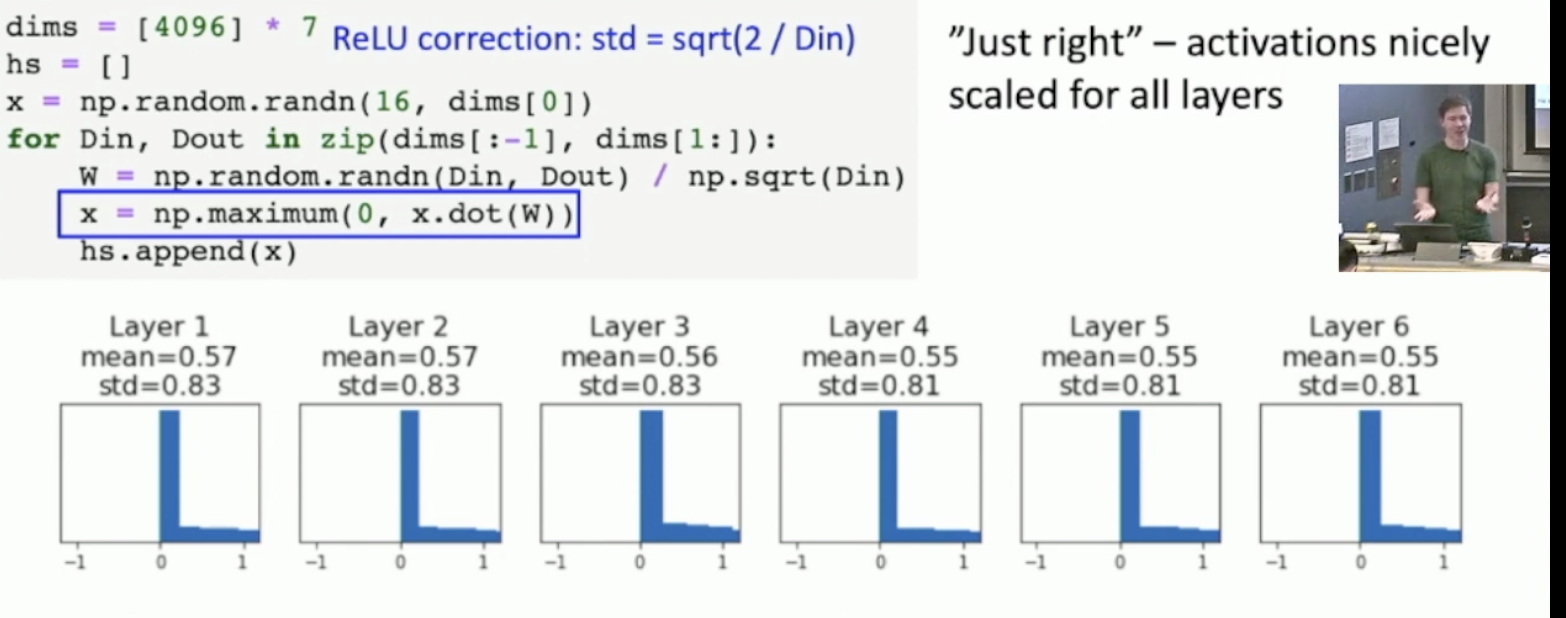 dims = [4096] * 7 ReLU correction: std = sqrt(2 / Din)
hs = []
x = np.random.randn(16, dims[0])
for Din, Dout in zip(dims[:-1], dims[1:]):
    W = np.random.randn(Din, Dout) / np.sqrt(Din)
    x = np.maximum(0, x.dot(W))
    hs.append(x)
”Just right” – activations nicely
scaled for all layers
Layer 1
mean=0.57
std=0.83
-1 0 1
Layer 2
mean=0.57
std=0.83
-1 0 1
Layer 3
mean=0.56
std=0.83
-1 0 1
Layer 4
mean=0.55
std=0.81
-1 0 1
Layer 5
mean=0.55
std=0.81
-1 0 1
Layer 6
mean=0.55
std=0.81
-1 0 1